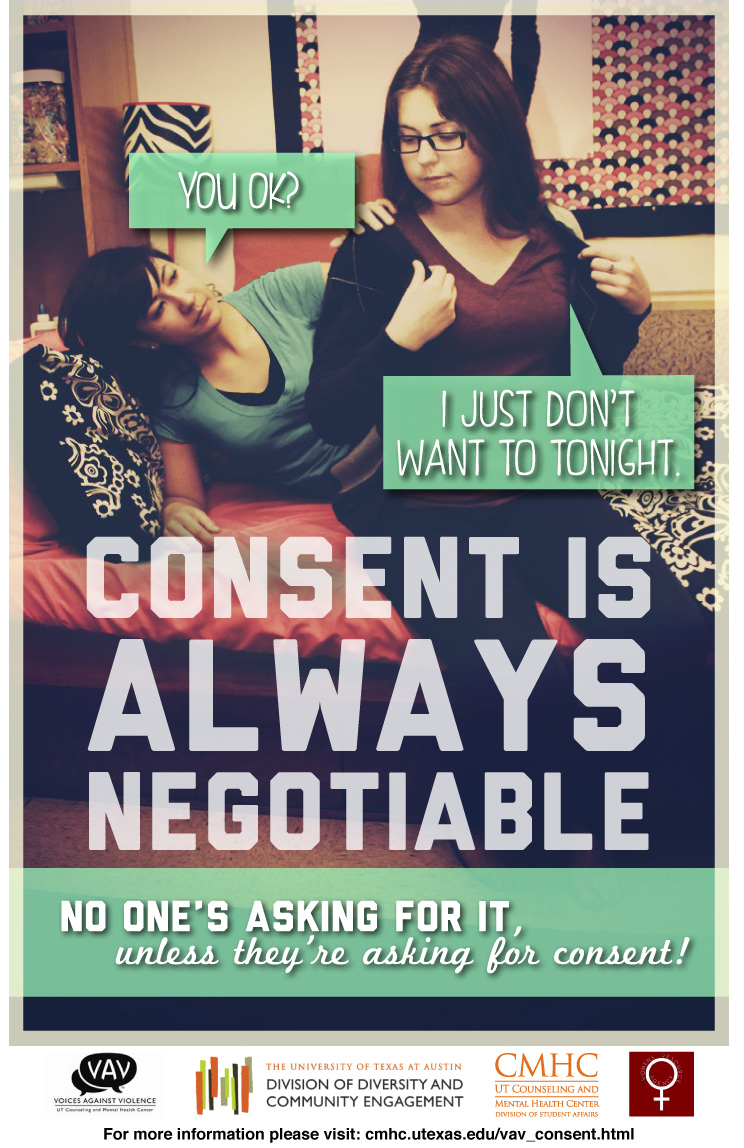 YOU OK?
I JUST DON'T
WANT TO TONIGHT.
CONSENT IS
ALWAYS
NEGOTIABLE
NO ONE'S ASKING FOR IT,
unless they're asking for consent!
VAV
VOICES AGAINST VIOLENCE
UT Counseling and Mental Health Center
THE UNIVERSITY OF TEXAS AT AUSTIN
DIVISION OF DIVERSITY AND
COMMUNITY ENGAGEMENT
CMHC
UT COUNSELING AND
MENTAL HEALTH CENTER
DIVISION OF STUDENT AFFAIRS
For more information please visit: cmhc.utexas.edu/vav_consent.html